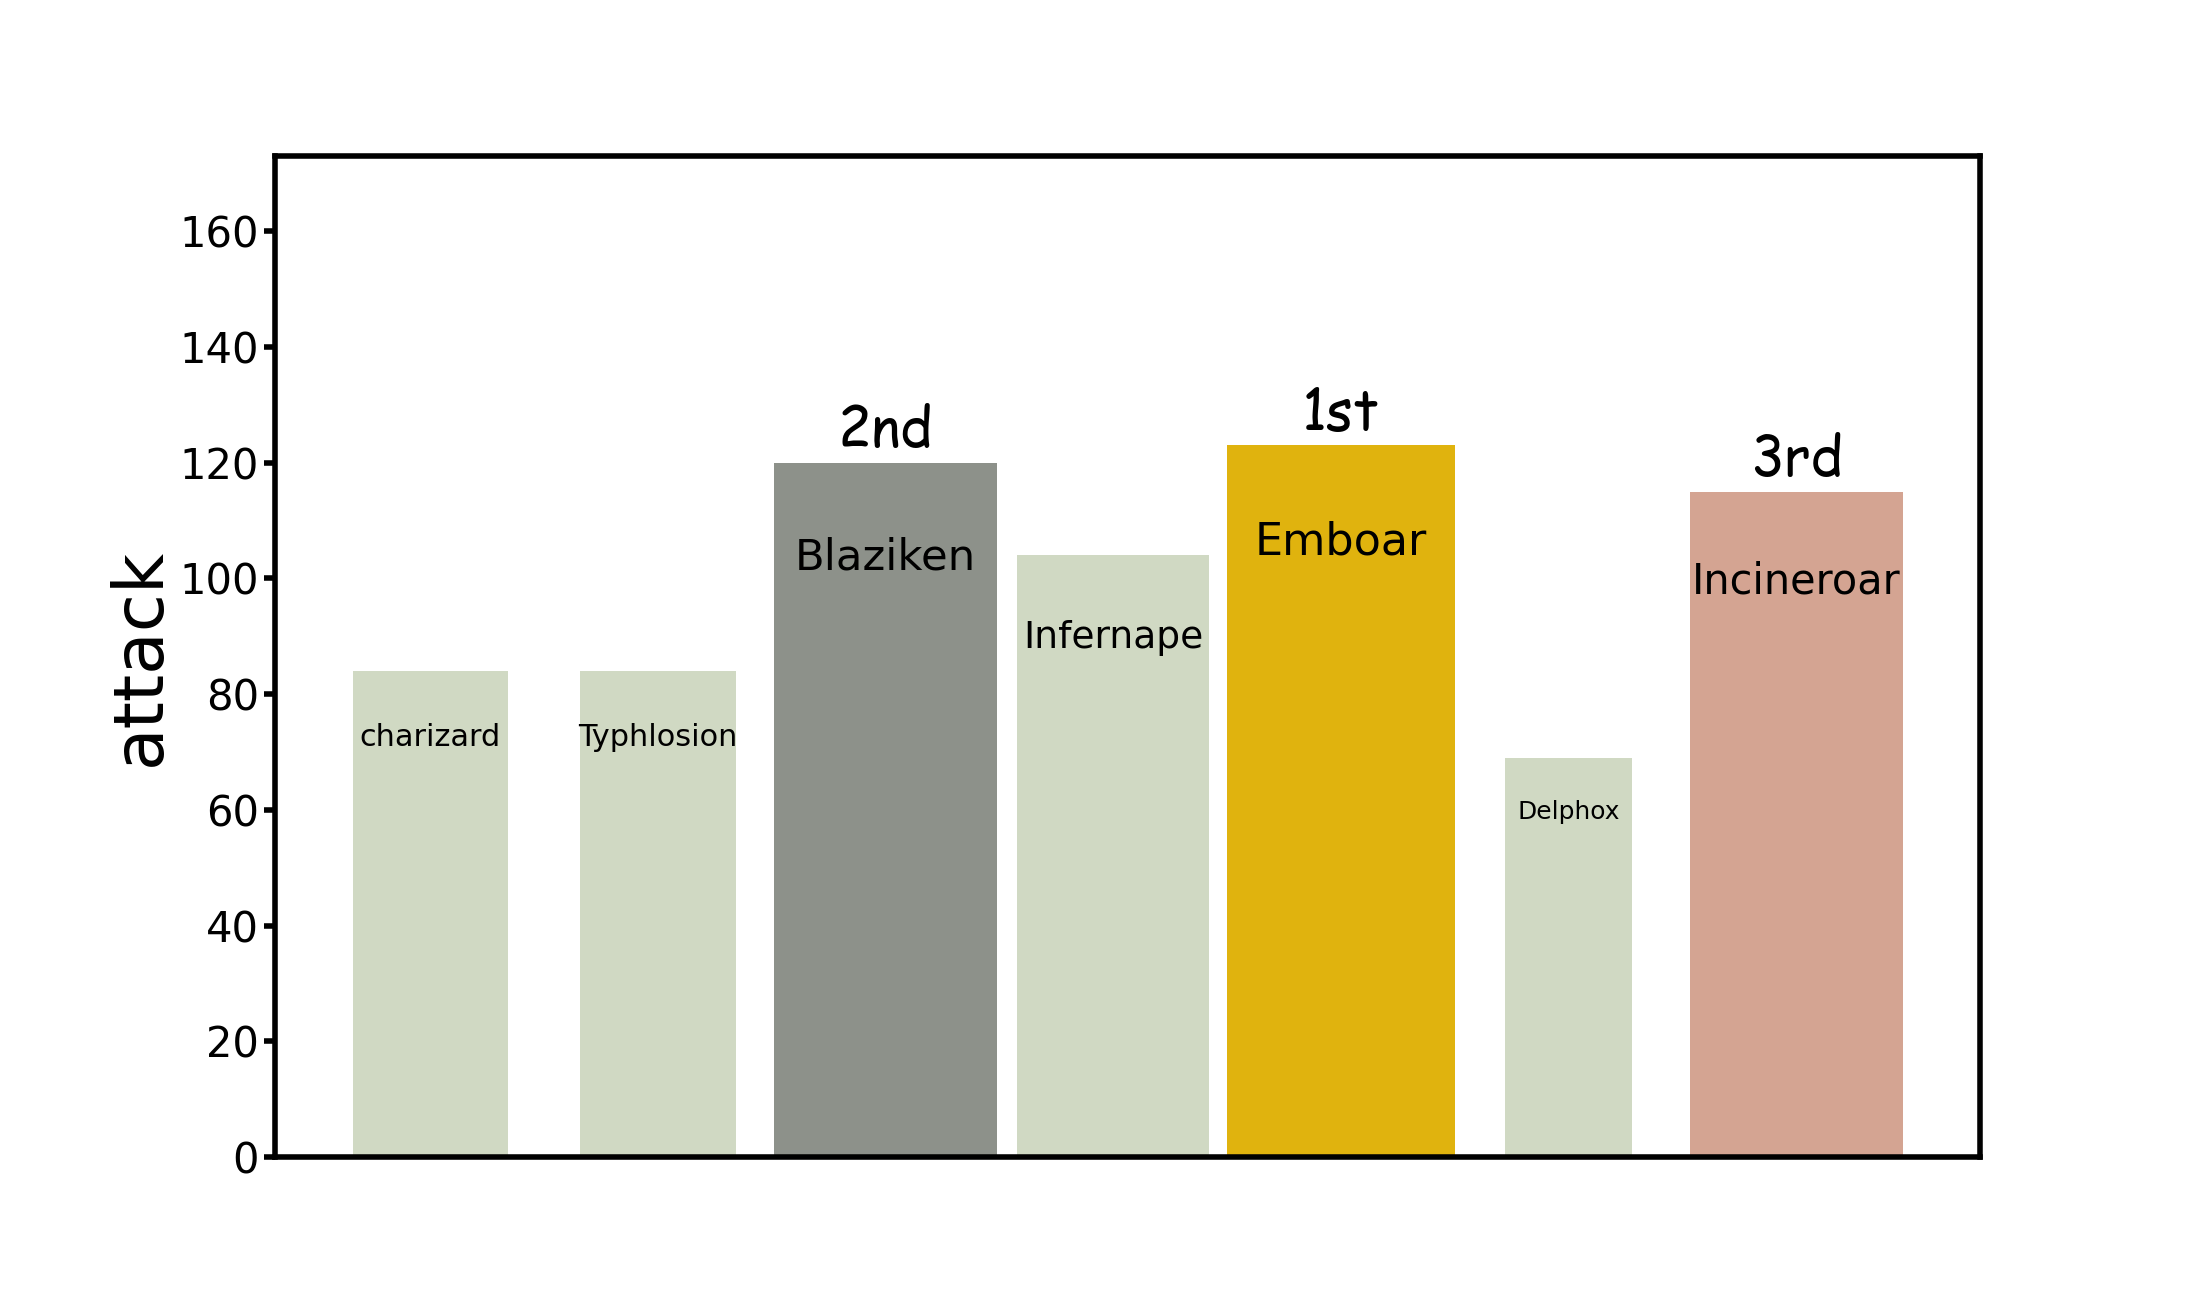 attack
160
140
120
100
80
60
40
20
0
charizard
Typhlosion
2nd
Blaziken
Infernape
1st
Emboar
Delphox
3rd
Incineroar